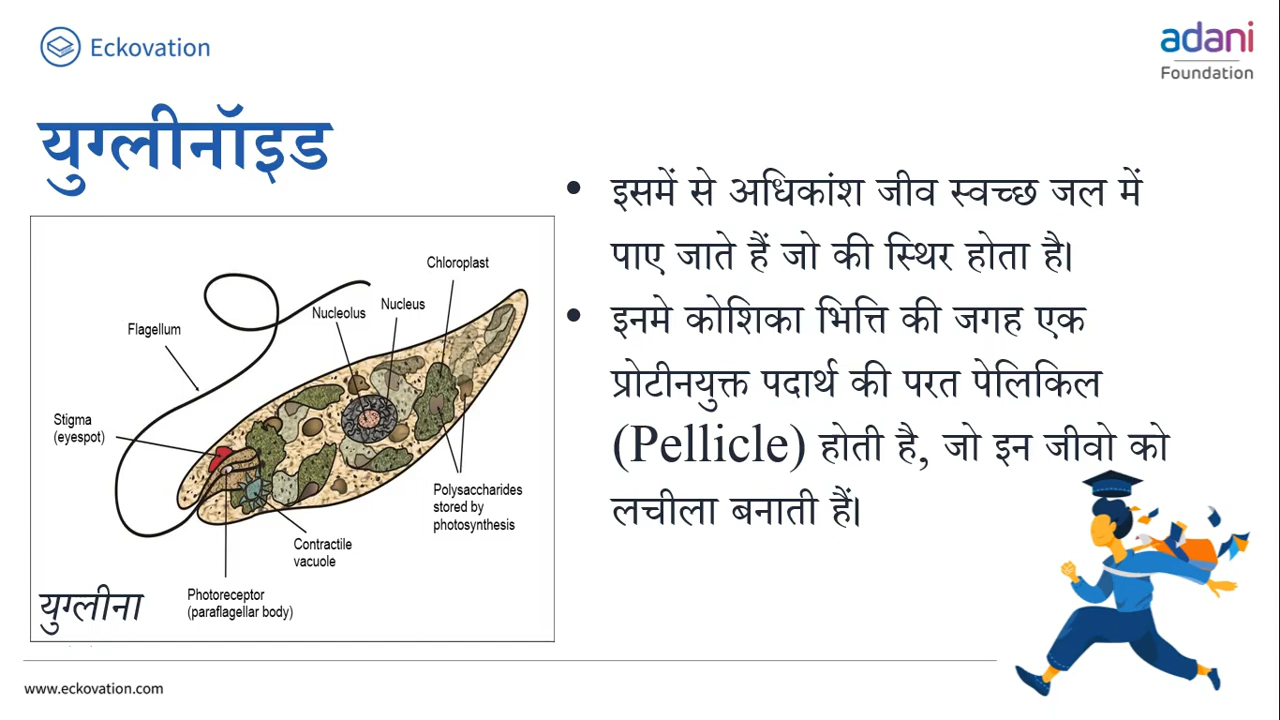 Eckovation
adani
Foundation
युग्लीनॉइड
इसमें से अधिकांश जीव स्वच्छ जल में
पाए जाते हैं जो की स्थिर होता है।
इनमे कोशिका भित्ति की जगह एक
प्रोटीनयुक्त पदार्थ की परत पेलिकिल
(Pellicle) होती है, जो इन जीवो को
लचीला बनाती हैं।
Chloroplast
Nucleus
Nucleolus
Flagellum
Stigma
(eyespot)
Polysaccharides
stored by
photosynthesis
Contractile
vacuole
Photoreceptor
(paraflagellar body)
युग्लीना
www.eckovation.com